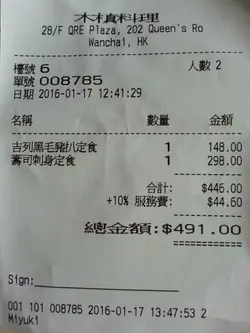 木槙料理
28/F QRE Plaza, 202 Queen's Ro
Wanchai, HK
檯號 6 人數 2
單號 008785
日期 2016-01-17 12:41:29
名稱 數量 金額
吉列黑毛豬扒定食 1 148.00
壽司刺身定食 1 298.00
合計: $446.00
+10% 服務費: $44.60
總金額:$491.00
Sign:
001 101 008785 2016-01-17 13:47:53 2
Miyuki